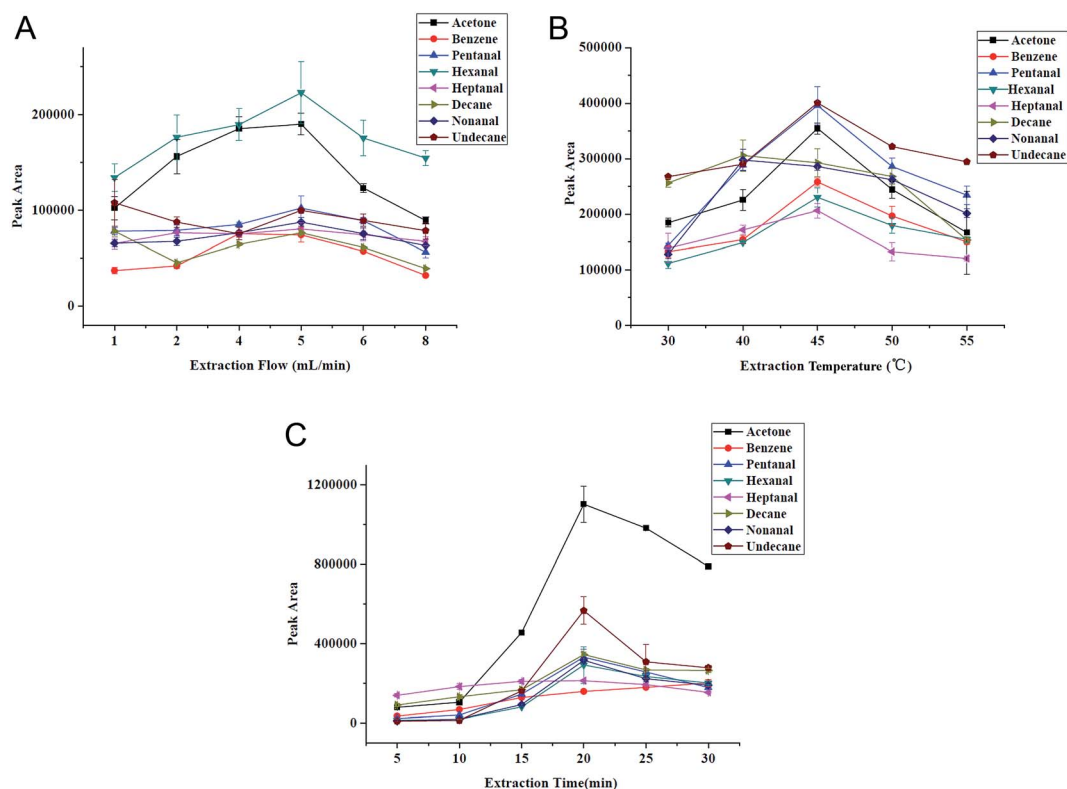 A
Acetone
Benzene
Pentanal
Hexanal
Heptanal
Decane
Nonanal
Undecane
200000
100000
0
Peak Area
1 2 4 5 6 8
Extraction Flow (mL/min)
B
Acetone
Benzene
Pentanal
Hexanal
Heptanal
Decane
Nonanal
Undecane
500000
400000
300000
200000
100000
0
Peak Area
30 40 45 50 55
Extraction Temperature (℃)
C
Acetone
Benzene
Pentanal
Hexanal
Heptanal
Decane
Nonanal
Undecane
1200000
800000
400000
0
Peak Area
5 10 15 20 25 30
Extraction Time(min)